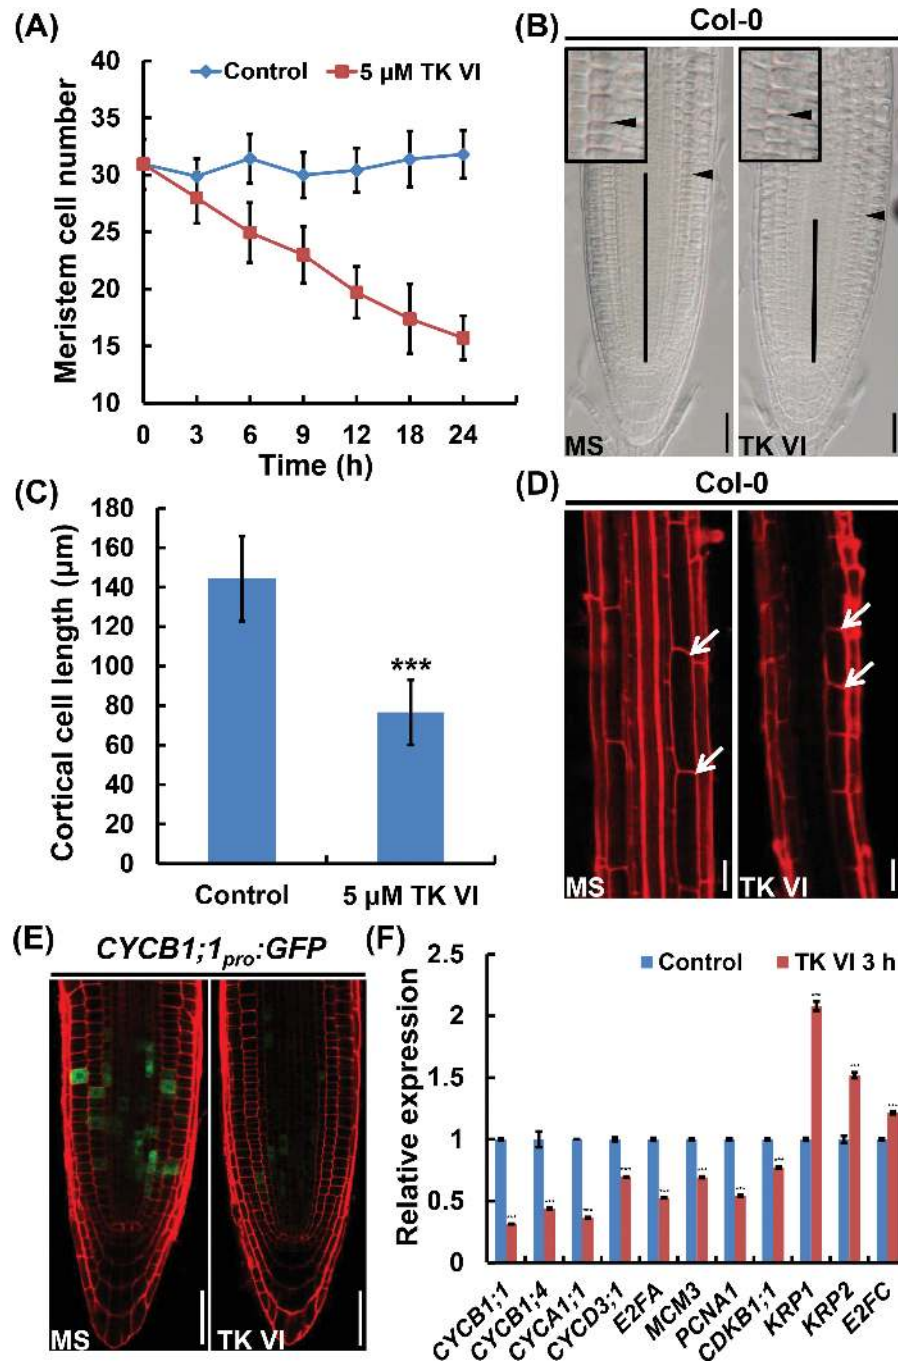 (A)
Control
5 μM TK VI
Meristem cell number
35
30
25
20
15
10
0 3 6 9 12 18 24
Time (h)
(B)
Col-0
MS
TK VI
(C)
Cortical cell length (μm)
180
160
140
120
100
80
60
40
20
0
***
Control
5 μM TK VI
(D)
Col-0
MS
TK VI
(E)
CYCB1;1pro:GFP
MS
TK VI
(F)
Control
TK VI 3 h
Relative expression
2.5
2
1.5
1
0.5
0
*** *** *** *** *** *** *** *** *** *** ***
CYCB1;1
CYCB1;4
CYCA1;1
CYCD3;1
E2FA
MCM3
PCNA1
CDKB1;1
KRP1
KRP2
E2FC